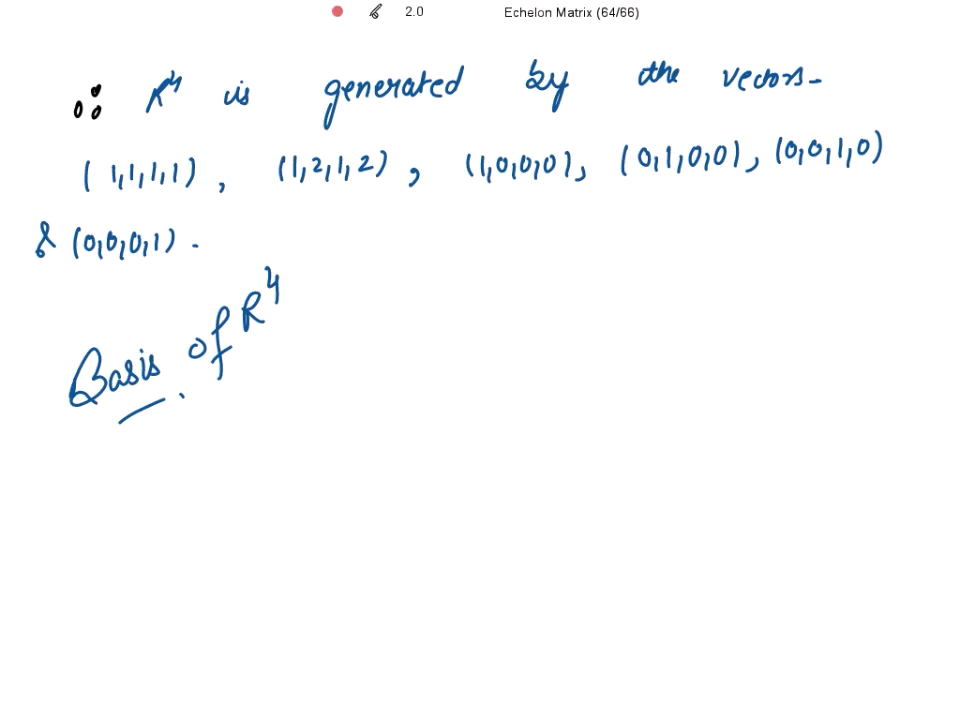 2.0 Echelon Matrix (64/66)
∴ R⁴ is generated by the vectors-
(1,1,1,1), (1,2,1,2), (1,0,0,0), (0,1,0,0), (0,0,1,0)
& (0,0,0,1).
Basis of R⁴